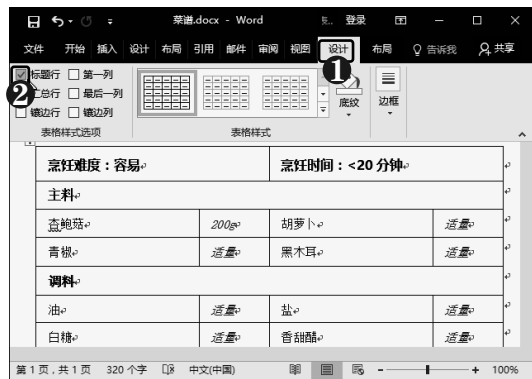 菜谱.docx - Word
登录
文件 开始 插入 设计 布局 引用 邮件 审阅 视图 设计 布局 告诉我 共享
1
标题行 第一列
2
汇总行 最后一列
镶边行 镶边列
底纹 边框
表格样式选项 表格样式
烹饪难度：容易 烹饪时间：<20 分钟
主料
杏鲍菇 200g 胡萝卜 适量
青椒 适量 黑木耳 适量
调料
油 适量 盐 适量
白糖 适量 香甜醋 适量
第 1 页，共 1 页 320 个字 中文(中国) 100%